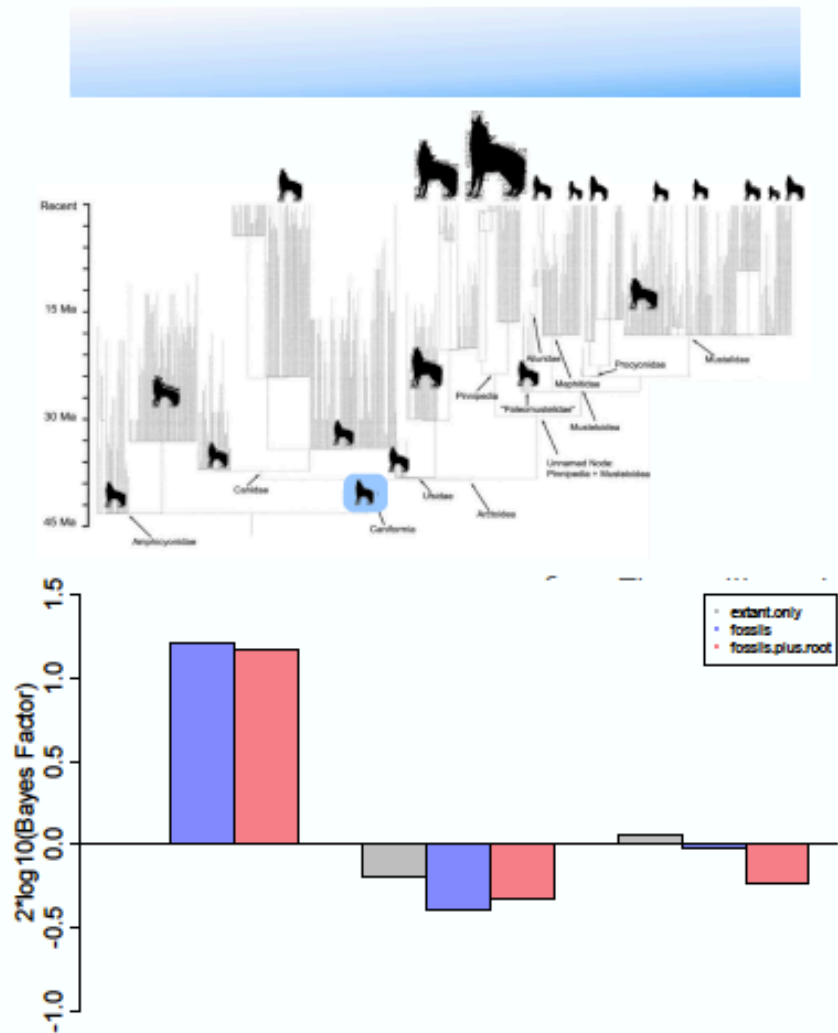 Recent
15 Ma
30 Ma
45 Ma
Ailuridae
Procyonidae
Mustelidae
Mephitidae
Pinnipedia
"Paleomustelidae"
Musteloidea
Unnamed Node:
Pinnipedia + Musteloidea
Canidae
Ursidae
Arctoidea
Caniformia
Amphicyonidae
1.5
1.0
0.5
0.0
-0.5
-1.0
2*log10(Bayes Factor)
extant.only
fossils
fossils.plus.root